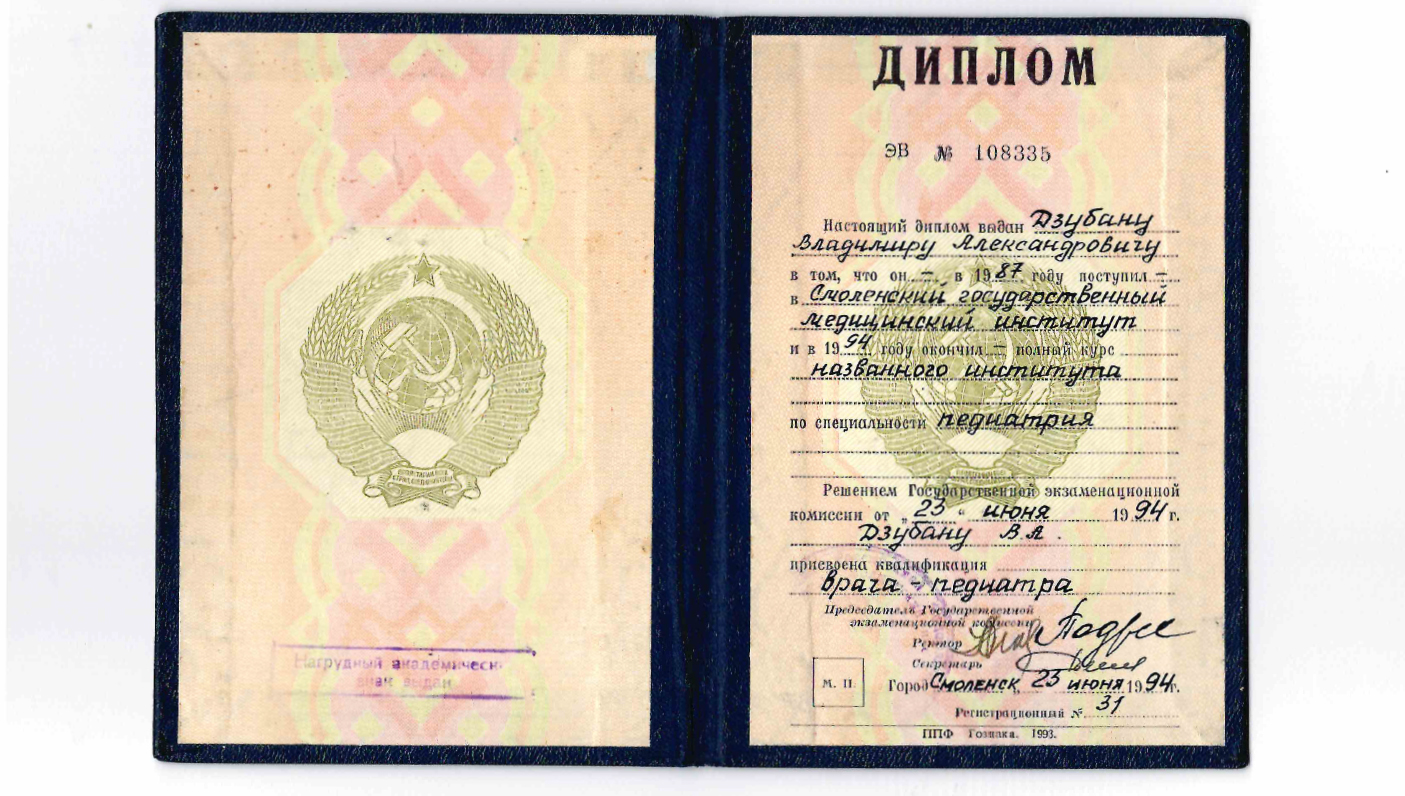 Нагрудный академическ
знак выдан
ДИПЛОМ
ЭВ № 108335
Настоящий диплом выдан Дзубану
Владимиру Александровичу
в том, что он – в 1987 году поступил –
в Смоленский государственный
медицинский институт
и в 1994 году окончил – полный курс
названного института
по специальности педиатрия
Решением Государственной экзаменационной
комиссии от „23“ июня 1994 г.
Дзубану В.А.
присвоена квалификация
врача - педиатра
Председатель Государственной
экзаменационной комиссии
Ректор
Секретарь
М. П.
Город Смоленск, 23 июня 1994 г.
Регистрационный № 31
ППФ Гознака. 1993.